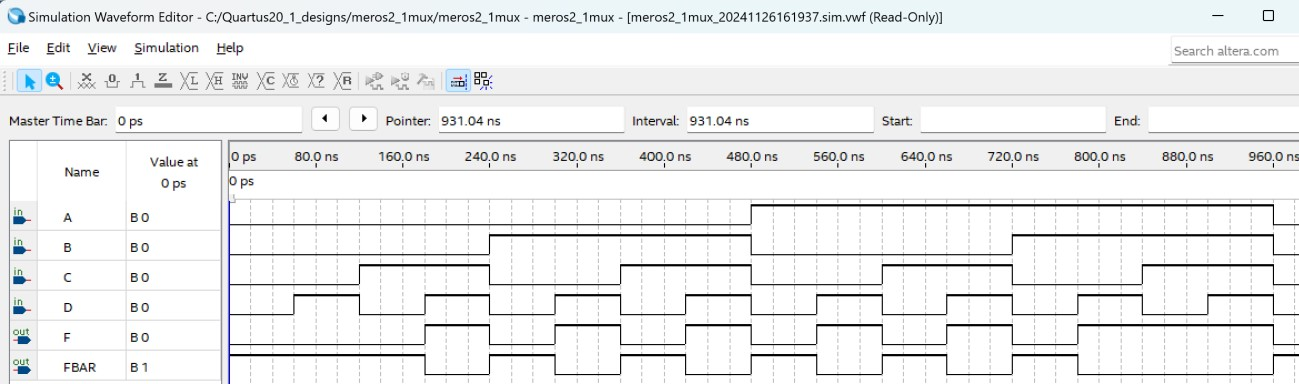 Simulation Waveform Editor - C:/Quartus20_1_designs/meros2_1mux/meros2_1mux - meros2_1mux - [meros2_1mux_20241126161937.sim.vwf (Read-Only)]
File Edit View Simulation Help
Search altera.com
Master Time Bar: 0 ps Pointer: 931.04 ns Interval: 931.04 ns Start: End:
Name Value at 0 ps
0 ps 80.0 ns 160.0 ns 240.0 ns 320.0 ns 400.0 ns 480.0 ns 560.0 ns 640.0 ns 720.0 ns 800.0 ns 880.0 ns 960.0 ns
0 ps
in A B 0
in B B 0
in C B 0
in D B 0
out F B 0
out FBAR B 1